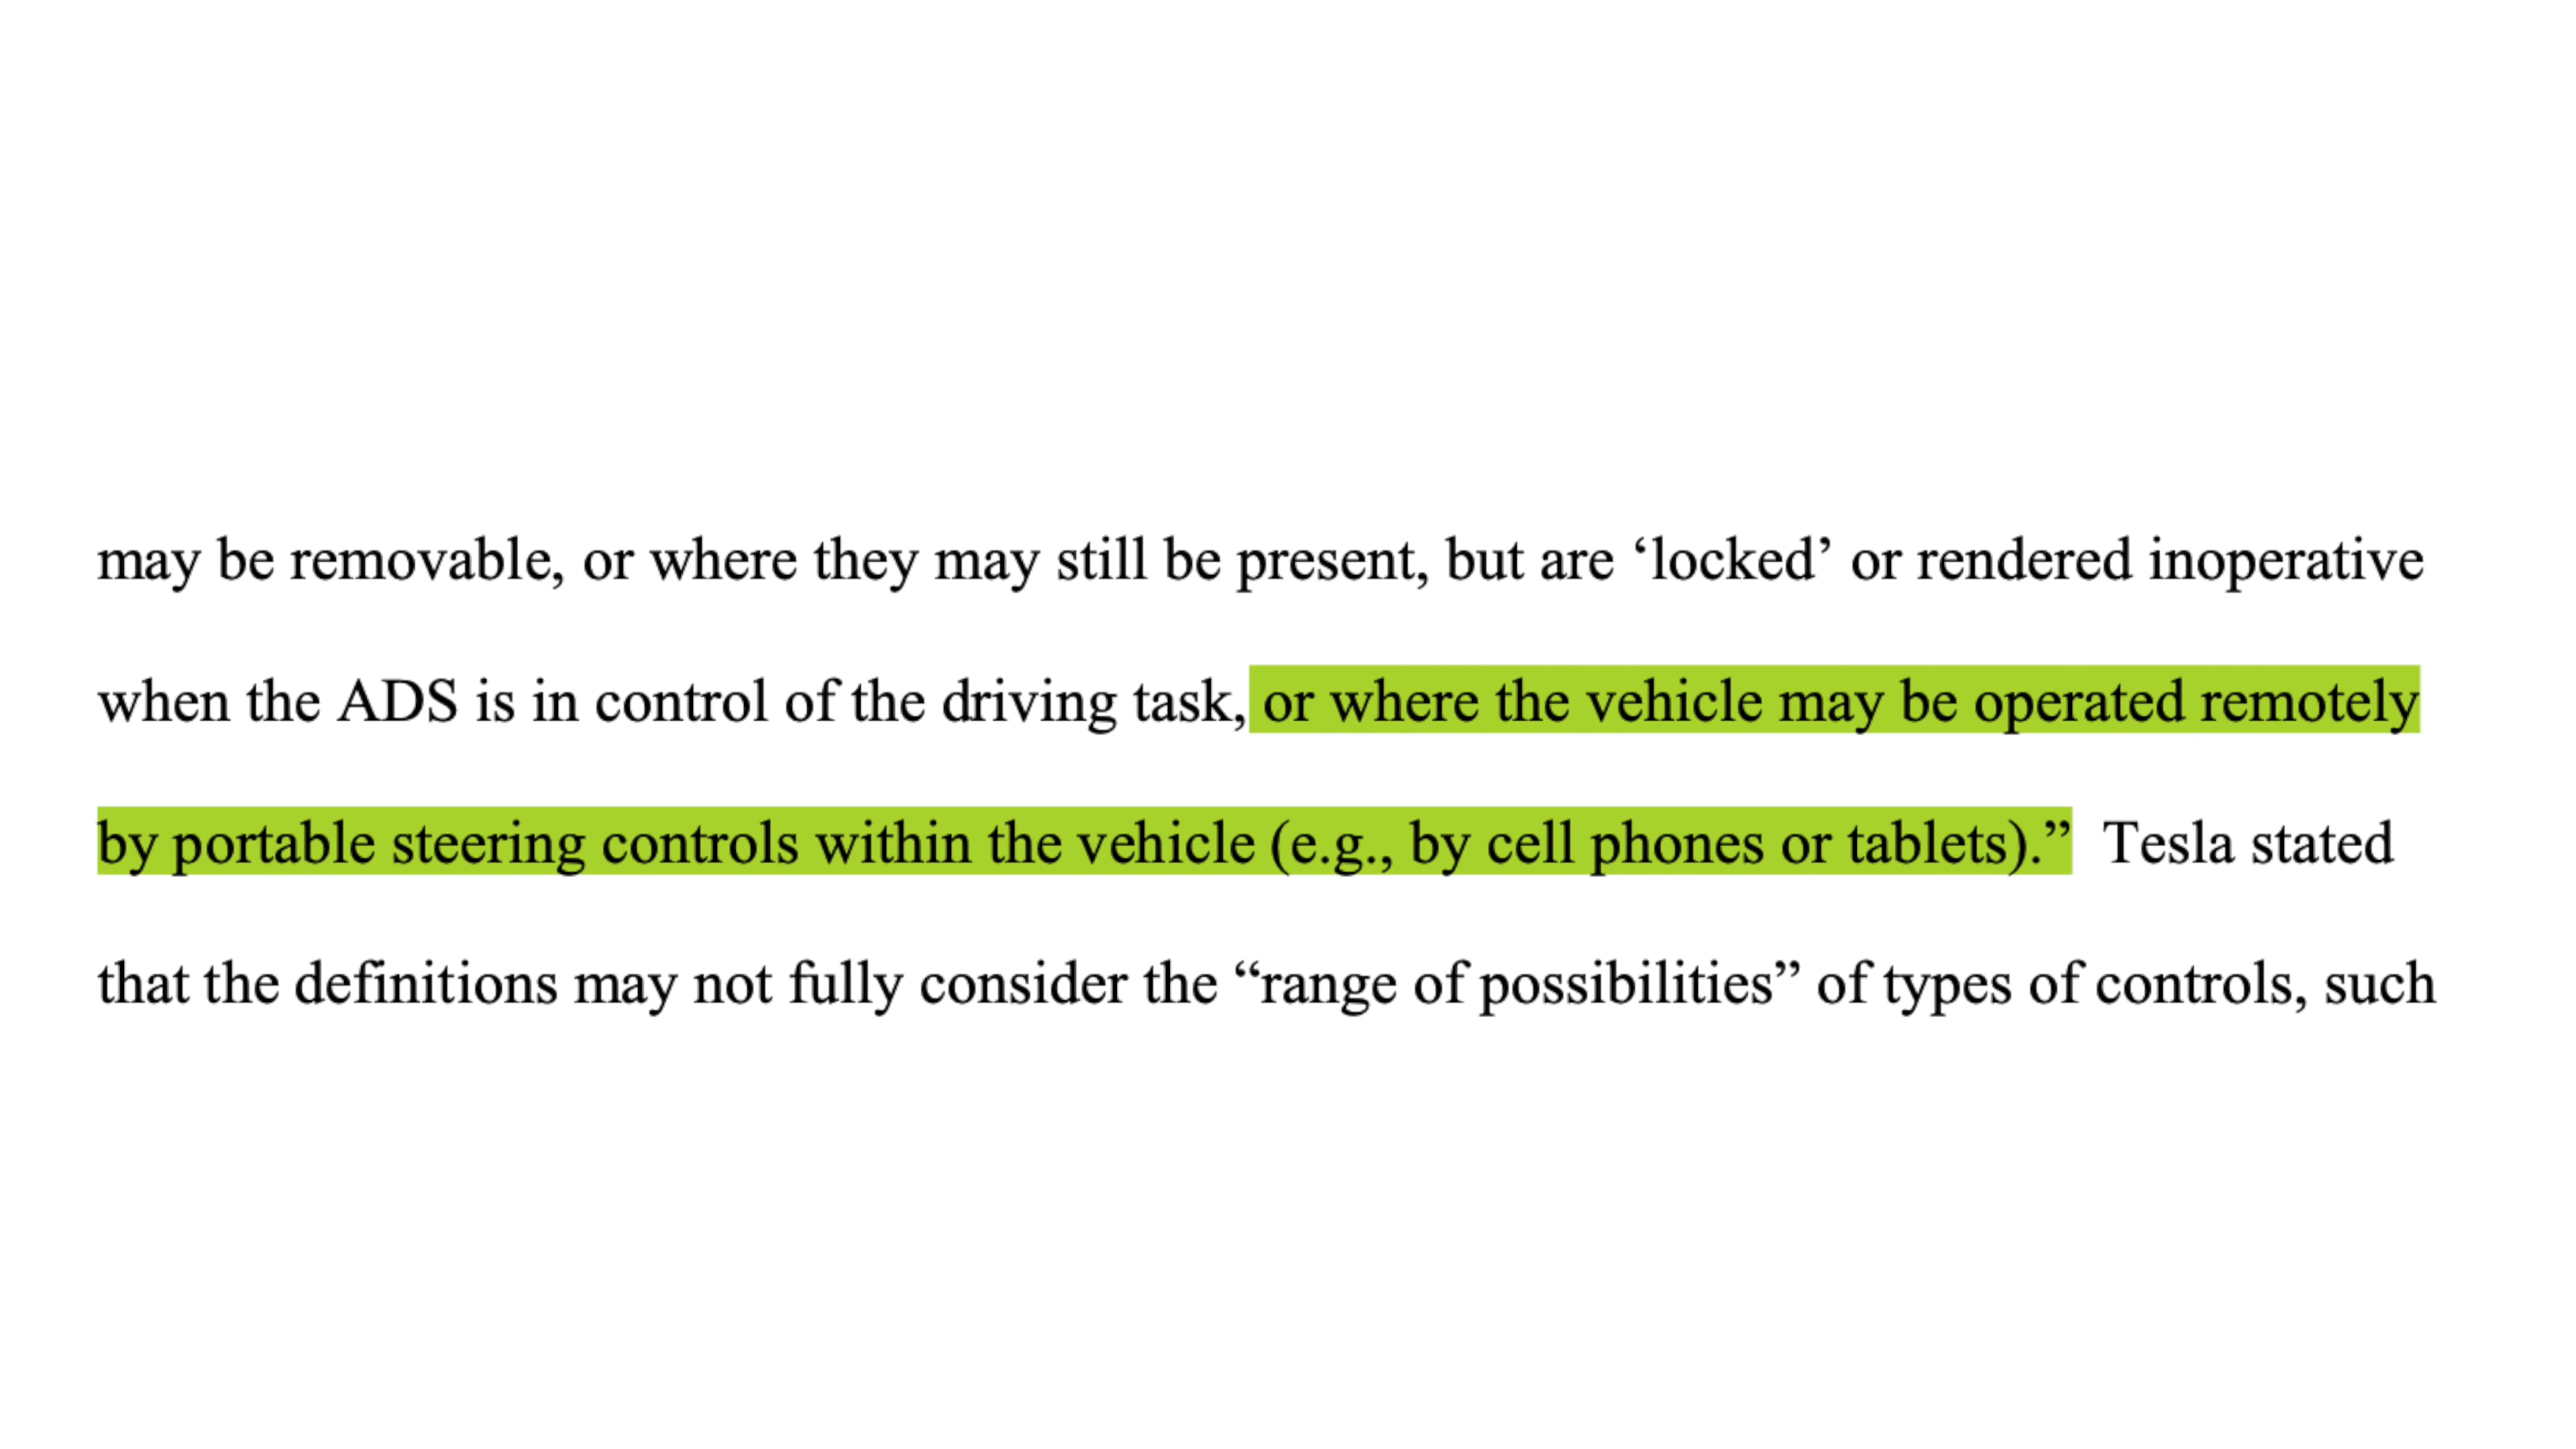 may be removable, or where they may still be present, but are ‘locked’ or rendered inoperative
when the ADS is in control of the driving task, or where the vehicle may be operated remotely
by portable steering controls within the vehicle (e.g., by cell phones or tablets).”  Tesla stated
that the definitions may not fully consider the “range of possibilities” of types of controls, such